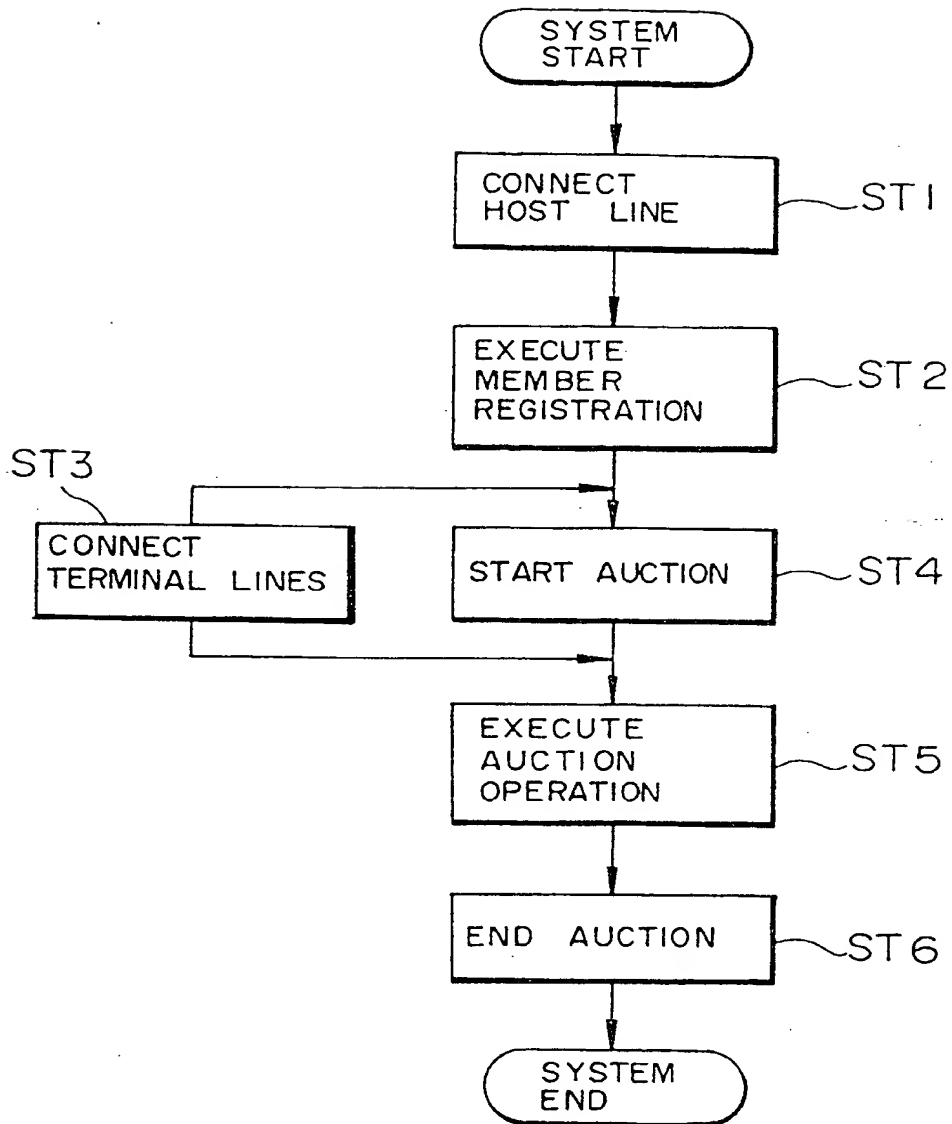 SYSTEM
START
CONNECT
HOST LINE
ST1
EXECUTE
MEMBER
REGISTRATION
ST2
ST3
CONNECT
TERMINAL LINES
START AUCTION
ST4
EXECUTE
AUCTION
OPERATION
ST5
END AUCTION
ST6
SYSTEM
END